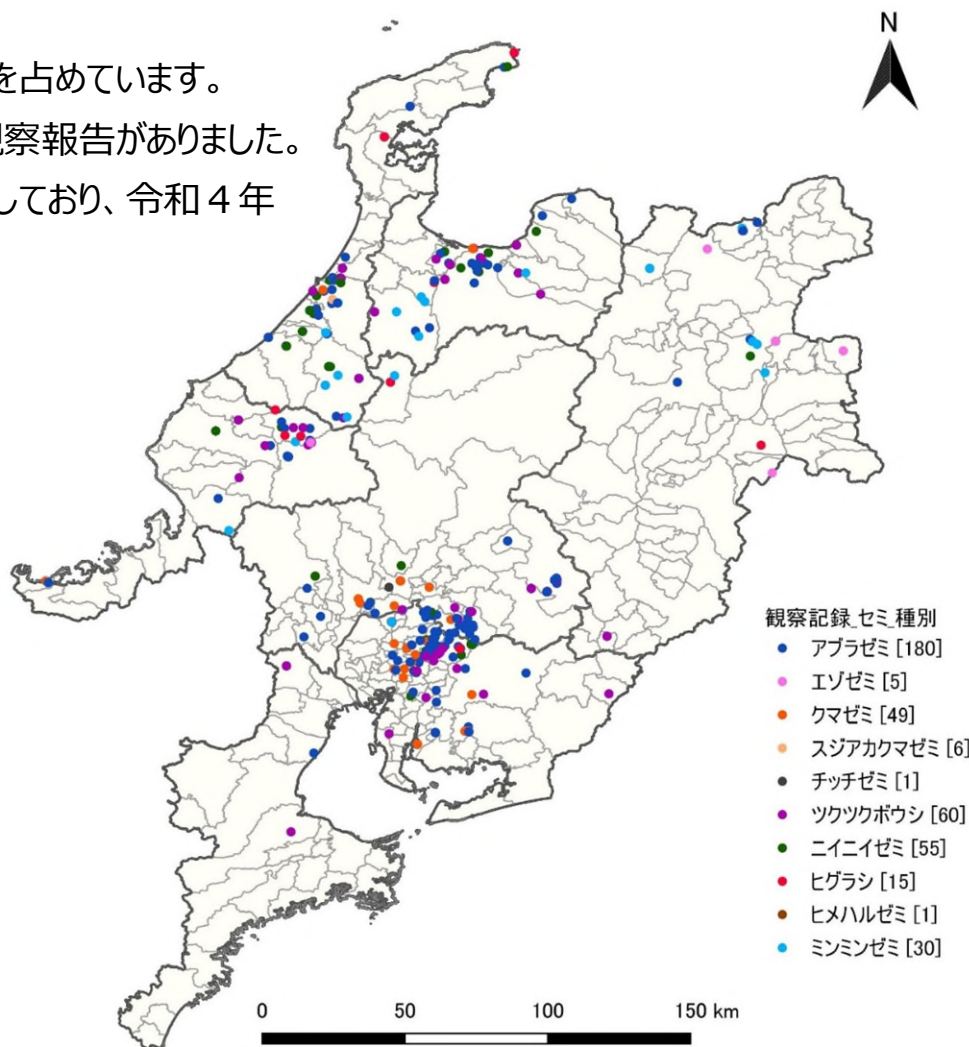 を占めています。
観察報告がありました。
しており、令和４年
N
観察記録_セミ_種別
アブラゼミ [180]
エゾゼミ [5]
クマゼミ [49]
スジアカクマゼミ [6]
チッチゼミ [1]
ツクツクボウシ [60]
ニイニイゼミ [55]
ヒグラシ [15]
ヒメハルゼミ [1]
ミンミンゼミ [30]
0 50 100 150 km